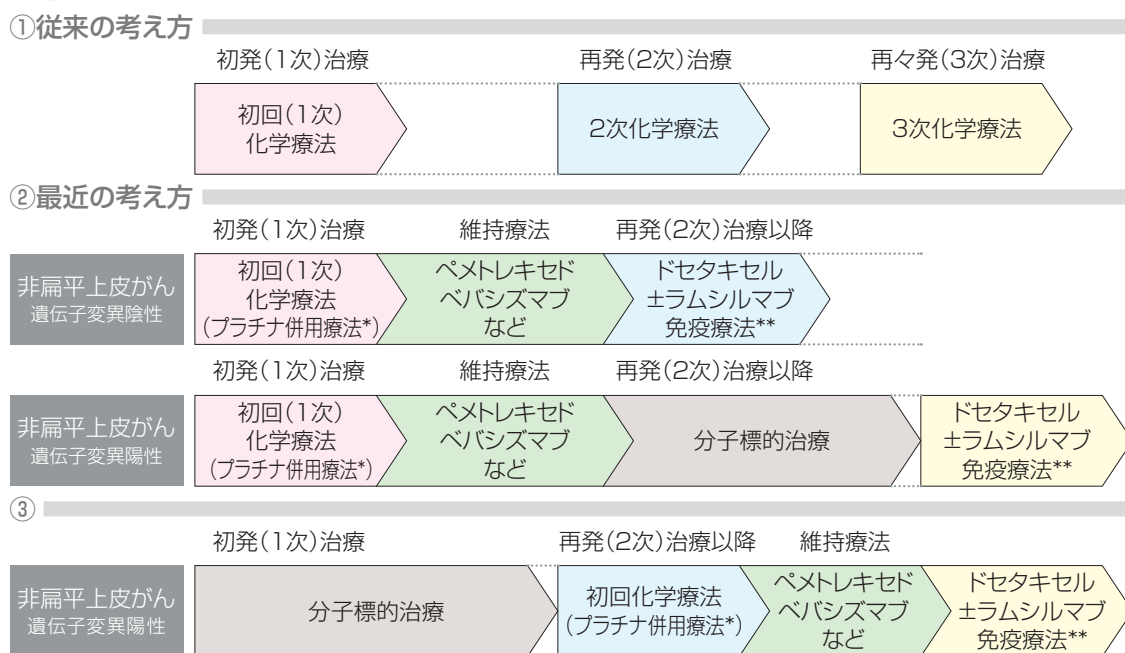 ①従来の考え方
初発(1次)治療 再発(2次)治療 再々発(3次)治療
初回(1次)
化学療法
2次化学療法
3次化学療法
②最近の考え方
初発(1次)治療 維持療法 再発(2次)治療以降
非扁平上皮がん
遺伝子変異陰性
初回(1次)
化学療法
(プラチナ併用療法*)
ペメトレキセド
ベバシズマブ
など
ドセタキセル
±ラムシルマブ
免疫療法**
初発(1次)治療 維持療法 再発(2次)治療以降
非扁平上皮がん
遺伝子変異陽性
初回(1次)
化学療法
(プラチナ併用療法*)
ペメトレキセド
ベバシズマブ
など
分子標的治療
ドセタキセル
±ラムシルマブ
免疫療法**
③
初発(1次)治療 再発(2次)治療以降 維持療法
非扁平上皮がん
遺伝子変異陽性
分子標的治療
初回化学療法
(プラチナ併用療法*)
ペメトレキセド
ベバシズマブ
など
ドセタキセル
±ラムシルマブ
免疫療法**